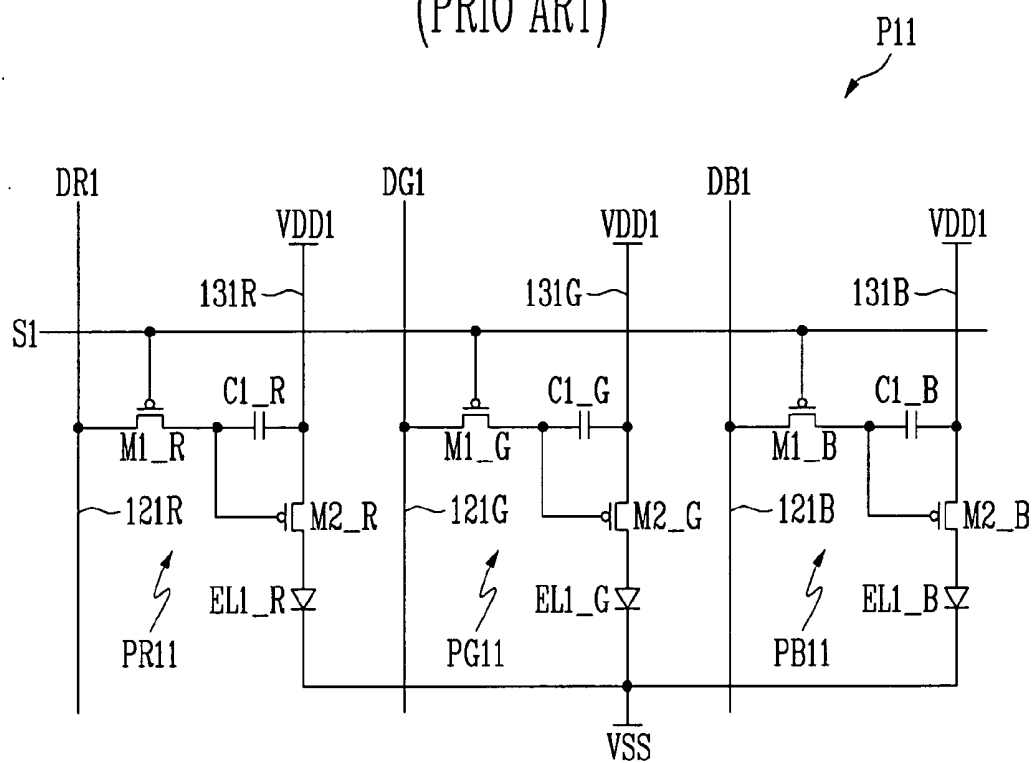 (PRIO ART)
P11
DR1 DG1 DB1
VDD1 VDD1 VDD1
131R 131G 131B
S1
C1_R C1_G C1_B
M1_R M1_G M1_B
121R M2_R 121G M2_G 121B M2_B
EL1_R EL1_G EL1_B
PR11 PG11 PB11
VSS